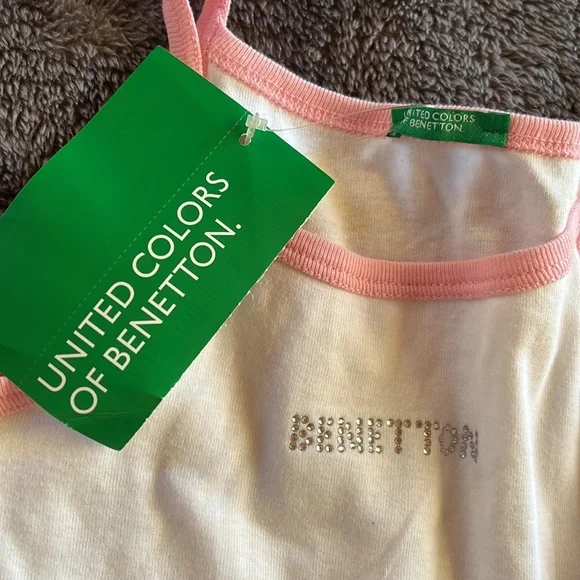 UNITED COLORS
OF BENETTON.
UNITED COLORS
OF BENETTON.
BENETTON